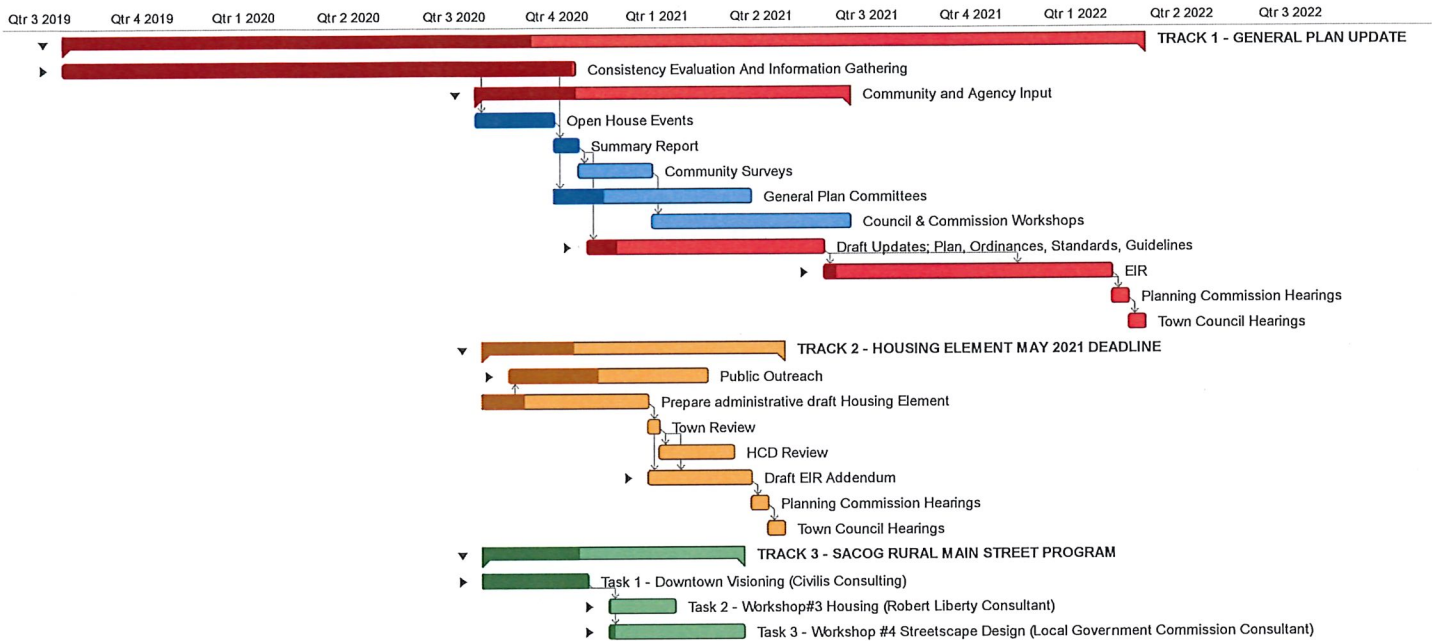 Qtr 3 2019 Qtr 4 2019 Qtr 1 2020 Qtr 2 2020 Qtr 3 2020 Qtr 4 2020 Qtr 1 2021 Qtr 2 2021 Qtr 3 2021 Qtr 4 2021 Qtr 1 2022 Qtr 2 2022 Qtr 3 2022
TRACK 1 - GENERAL PLAN UPDATE
Consistency Evaluation And Information Gathering
Community and Agency Input
Open House Events
Summary Report
Community Surveys
General Plan Committees
Council & Commission Workshops
Draft Updates; Plan, Ordinances, Standards, Guidelines
EIR
Planning Commission Hearings
Town Council Hearings
TRACK 2 - HOUSING ELEMENT MAY 2021 DEADLINE
Public Outreach
Prepare administrative draft Housing Element
Town Review
HCD Review
Draft EIR Addendum
Planning Commission Hearings
Town Council Hearings
TRACK 3 - SACOG RURAL MAIN STREET PROGRAM
Task 1 - Downtown Visioning (Civilis Consulting)
Task 2 - Workshop#3 Housing (Robert Liberty Consultant)
Task 3 - Workshop #4 Streetscape Design (Local Government Commission Consultant)